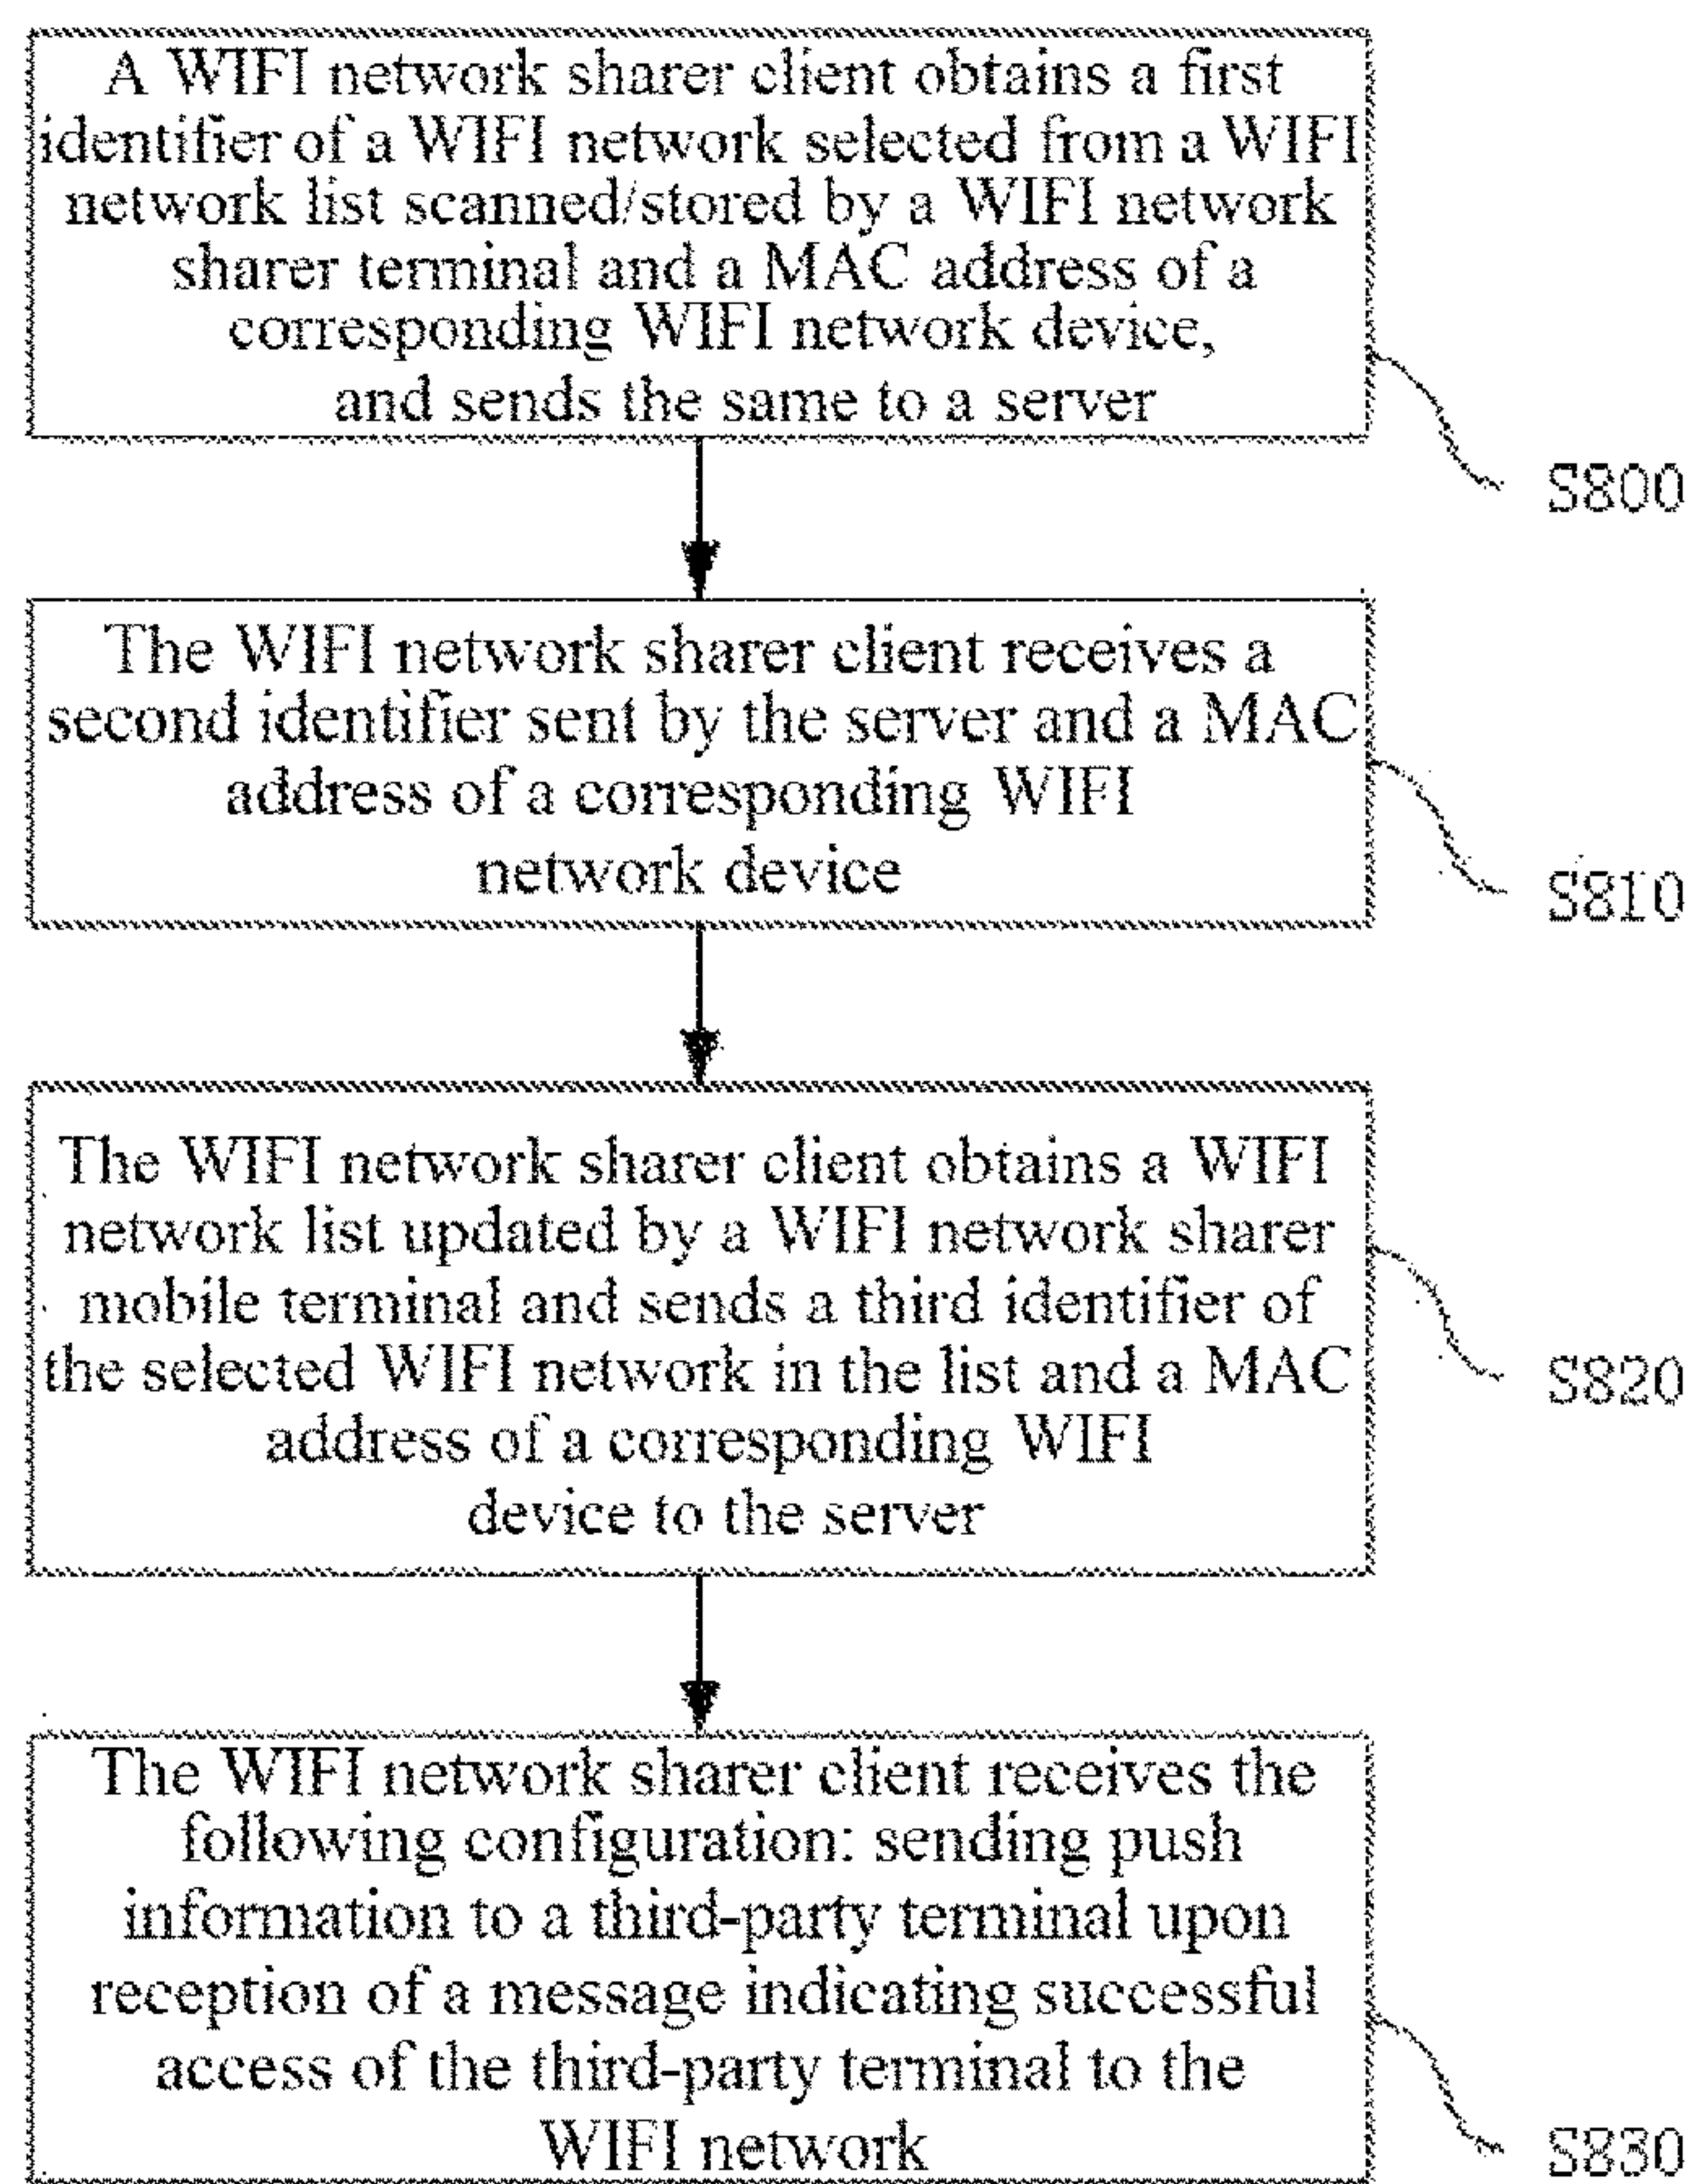 A WIFI network sharer client obtains a first
identifier of a WIFI network selected from a WIFI
network list scanned/stored by a WIFI network
sharer terminal and a MAC address of a
corresponding WIFI network device,
and sends the same to a server
S800
The WIFI network sharer client receives a
second identifier sent by the server and a MAC
address of a corresponding WIFI
network device
S810
The WIFI network sharer client obtains a WIFI
network list updated by a WIFI network sharer
mobile terminal and sends a third identifier of
the selected WIFI network in the list and a MAC
address of a corresponding WIFI
device to the server
S820
The WIFI network sharer client receives the
following configuration: sending push
information to a third-party terminal upon
reception of a message indicating successful
access of the third-party terminal to the
WIFI network
S830